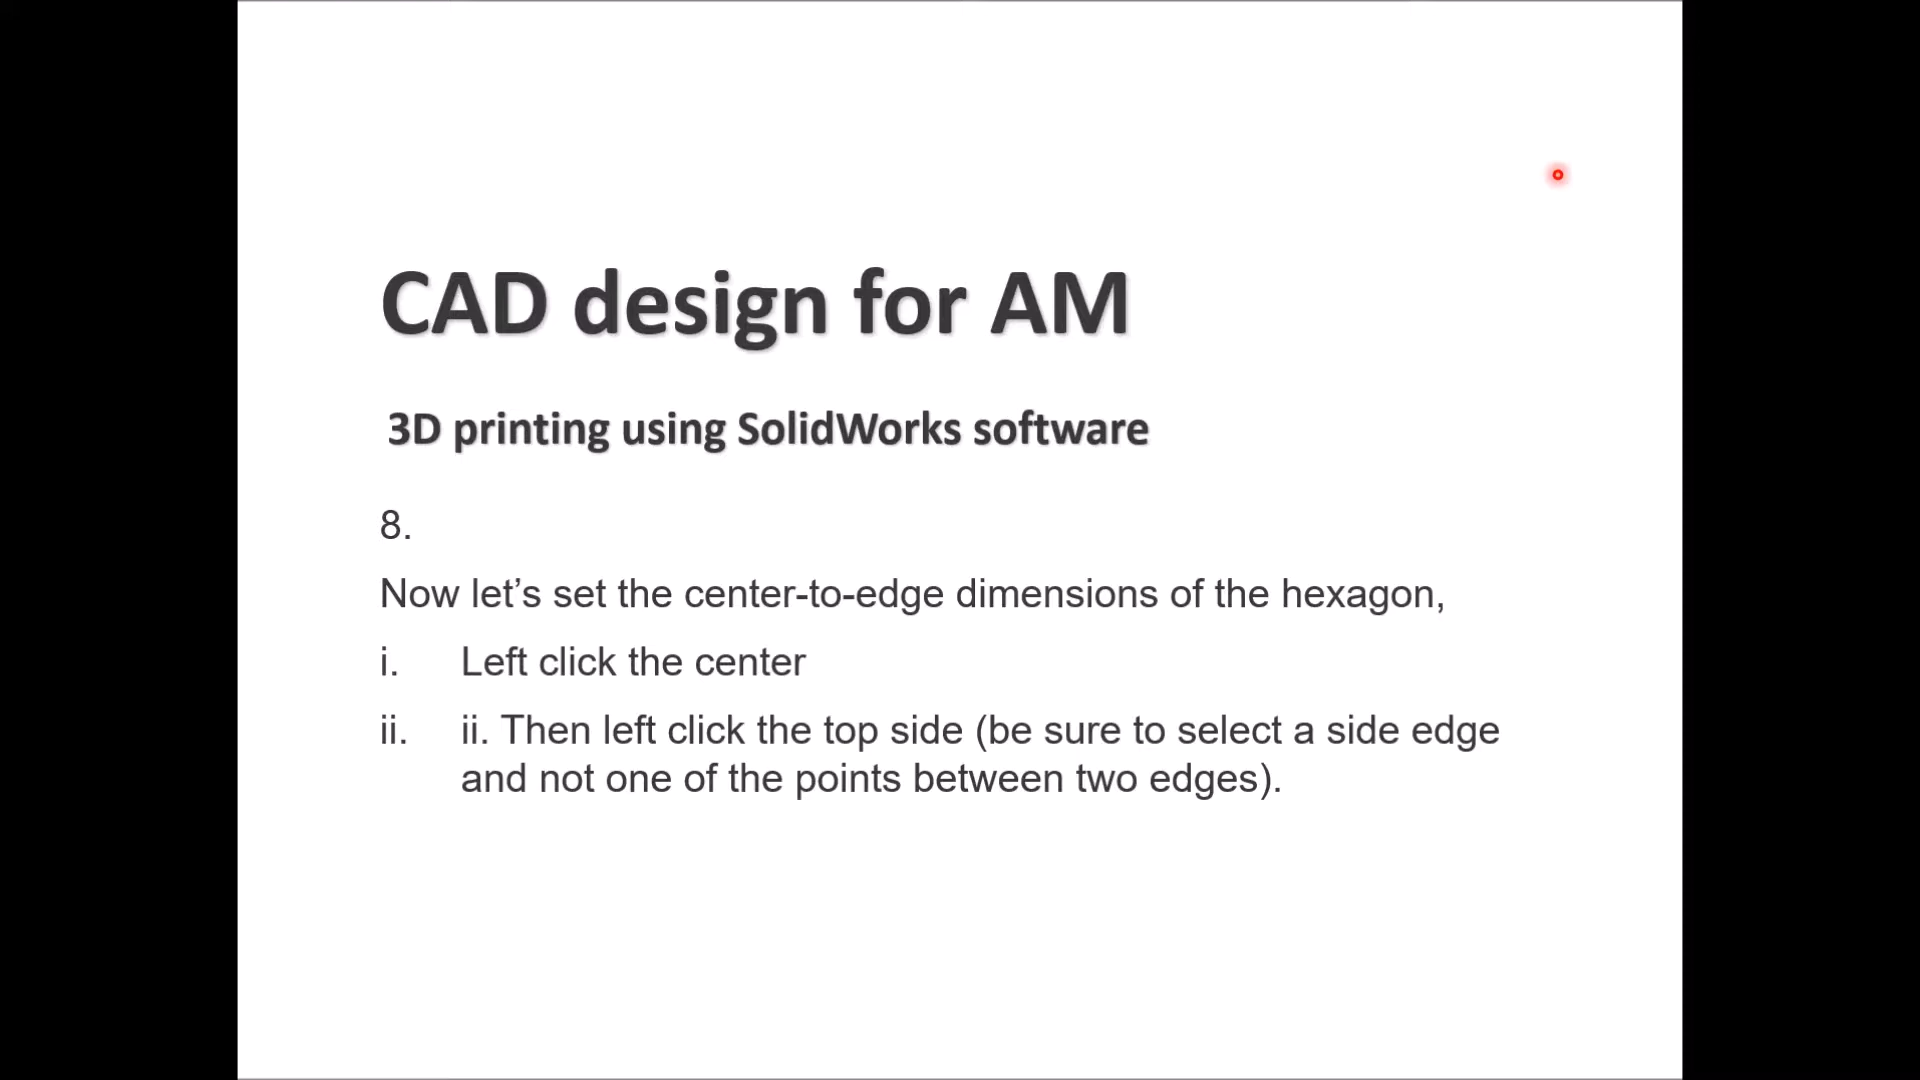 CAD design for AM
3D printing using SolidWorks software
8.
Now let’s set the center-to-edge dimensions of the hexagon,
i. Left click the center
ii. ii. Then left click the top side (be sure to select a side edge
and not one of the points between two edges).